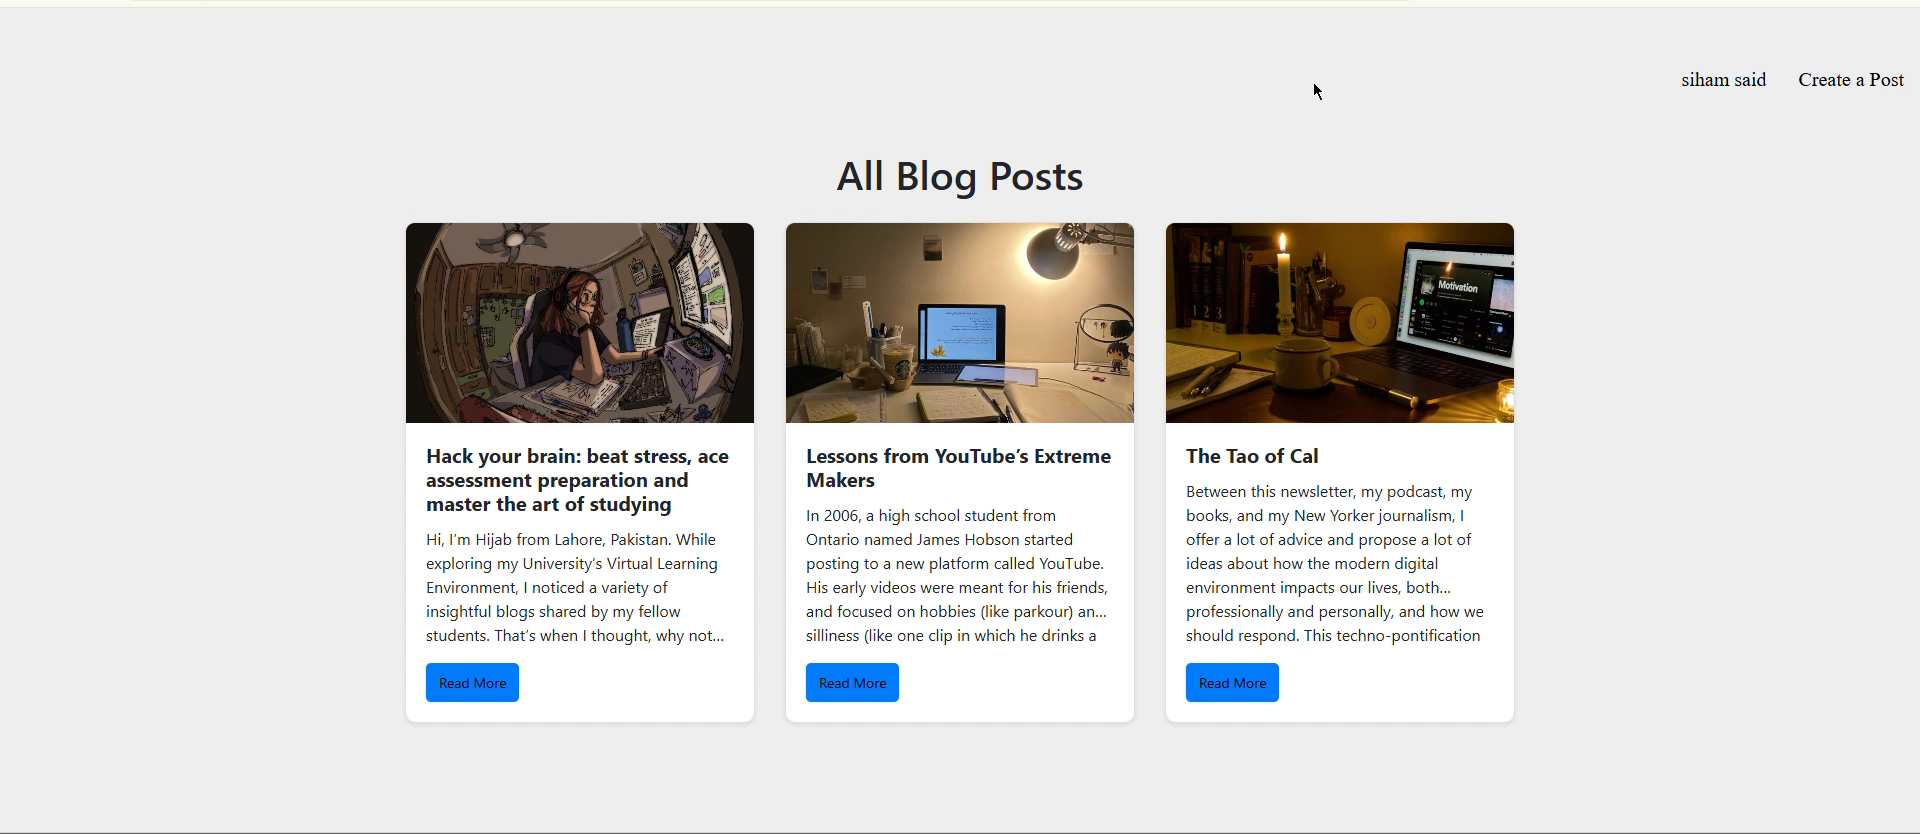 siham said Create a Post
All Blog Posts
Motivation
Hack your brain: beat stress, ace
assessment preparation and
master the art of studying
Hi, I’m Hijab from Lahore, Pakistan. While
exploring my University’s Virtual Learning
Environment, I noticed a variety of
insightful blogs shared by my fellow
students. That’s when I thought, why not...
Read More
Lessons from YouTube’s Extreme
Makers
In 2006, a high school student from
Ontario named James Hobson started
posting to a new platform called YouTube.
His early videos were meant for his friends,
and focused on hobbies (like parkour) an...
silliness (like one clip in which he drinks a
Read More
The Tao of Cal
Between this newsletter, my podcast, my
books, and my New Yorker journalism, I
offer a lot of advice and propose a lot of
ideas about how the modern digital
environment impacts our lives, both...
professionally and personally, and how we
should respond. This techno-pontification
Read More